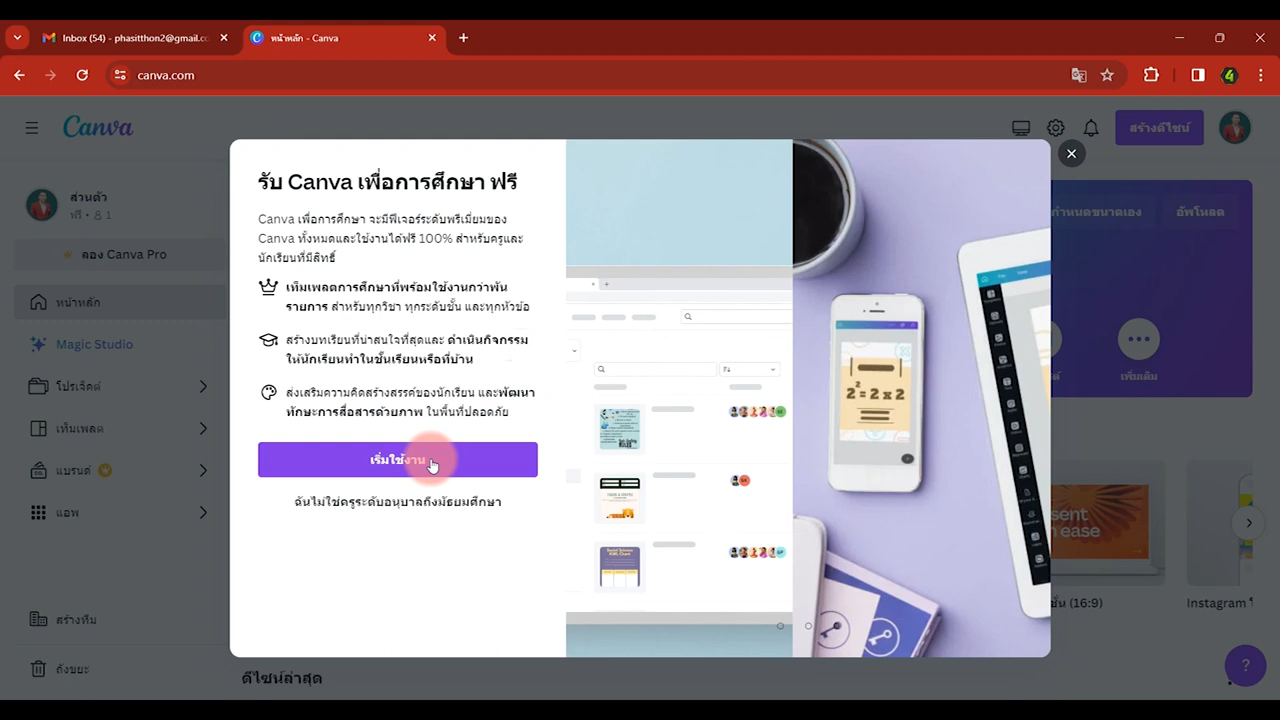 Inbox (54) - phasitthon2@gmail.cc
หน้าหลัก - Canva
canva.com
Canva
สร้างดีไซน์
ส่วนตัว
ฟรี • 1
ลอง Canva Pro
หน้าหลัก
Magic Studio
โปรเจ็คต์
เท็มเพลต
แบรนด์
แอพ
สร้างทีม
ถังขยะ
รับ Canva เพื่อการศึกษา ฟรี
Canva เพื่อการศึกษา จะมีฟีเจอร์ระดับพรีเมี่ยมของ
Canva ทั้งหมดและใช้งานได้ฟรี 100% สำหรับครูและ
นักเรียนที่มีสิทธิ์
เท็มเพลตการศึกษาที่พร้อมใช้งานกว่าพัน
รายการ สำหรับทุกวิชา ทุกระดับชั้น และทุกหัวข้อ
สร้างบทเรียนที่น่าสนใจที่สุดและ ดำเนินกิจกรรม
ให้นักเรียนทำในชั้นเรียนหรือที่บ้าน
ส่งเสริมความคิดสร้างสรรค์ของนักเรียน และพัฒนา
ทักษะการสื่อสารด้วยภาพ ในพื้นที่ปลอดภัย
เริ่มใช้งาน
ฉันไม่ใช่ครูระดับอนุบาลถึงมัธยมศึกษา
2²=2x2
กำหนดขนาดเอง
อัพโหลด
เพิ่มเติม
(16:9)
Instagram
ดีไซน์ล่าสุด